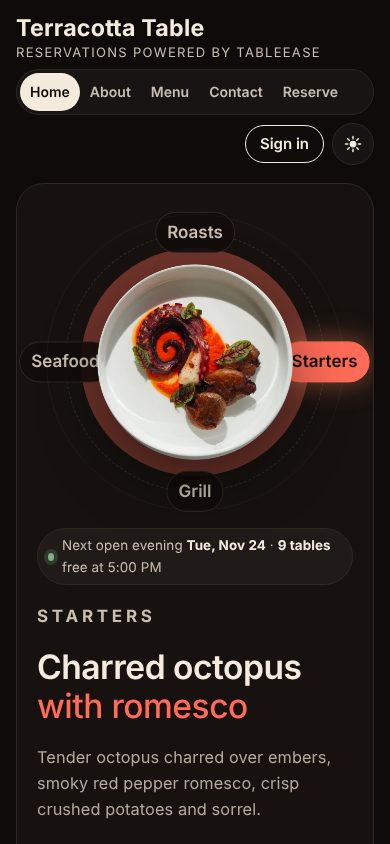 Terracotta Table
RESERVATIONS POWERED BY TABLEEASE
Home About Menu Contact Reserve
Sign in
Roasts
Seafood
Starters
Grill
Next open evening Tue, Nov 24 · 9 tables
free at 5:00 PM
STARTERS
Charred octopus
with romesco
Tender octopus charred over embers,
smoky red pepper romesco, crisp
crushed potatoes and sorrel.